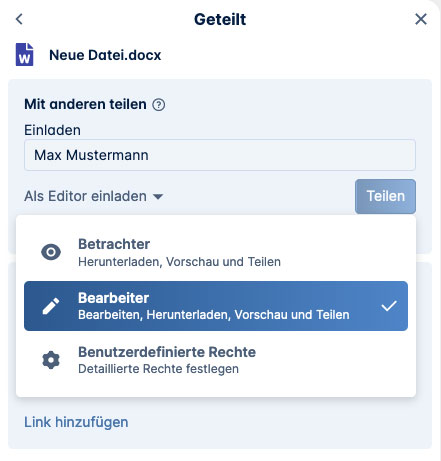 Geteilt
W Neue Datei.docx
Mit anderen teilen ?
Einladen
Max Mustermann
Als Editor einladen
Teilen
Betrachter
Herunterladen, Vorschau und Teilen
Bearbeiter
Bearbeiten, Herunterladen, Vorschau und Teilen
Benutzerdefinierte Rechte
Detaillierte Rechte festlegen
Link hinzufügen